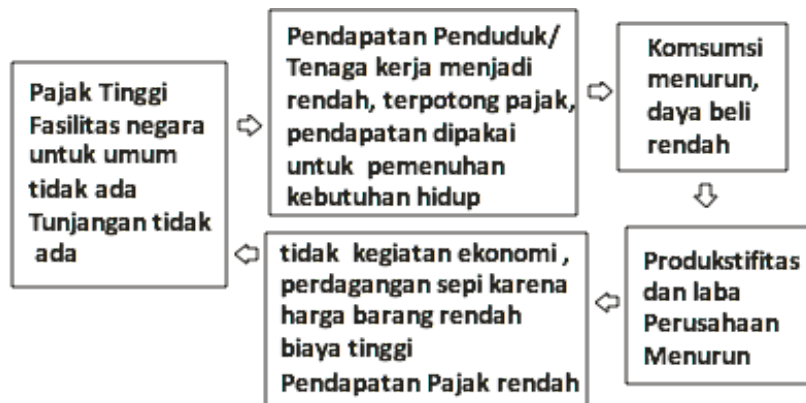 Pajak Tinggi
Fasilitas negara
untuk umum
tidak ada
Tunjangan tidak
ada
Pendapatan Penduduk/
Tenaga kerja menjadi
rendah, terpotong pajak,
pendapatan dipakai
untuk pemenuhan
kebutuhan hidup
Komsumsi
menurun,
daya beli
rendah
Produkstifitas
dan laba
Perusahaan
Menurun
tidak kegiatan ekonomi ,
perdagangan sepi karena
harga barang rendah
biaya tinggi
Pendapatan Pajak rendah